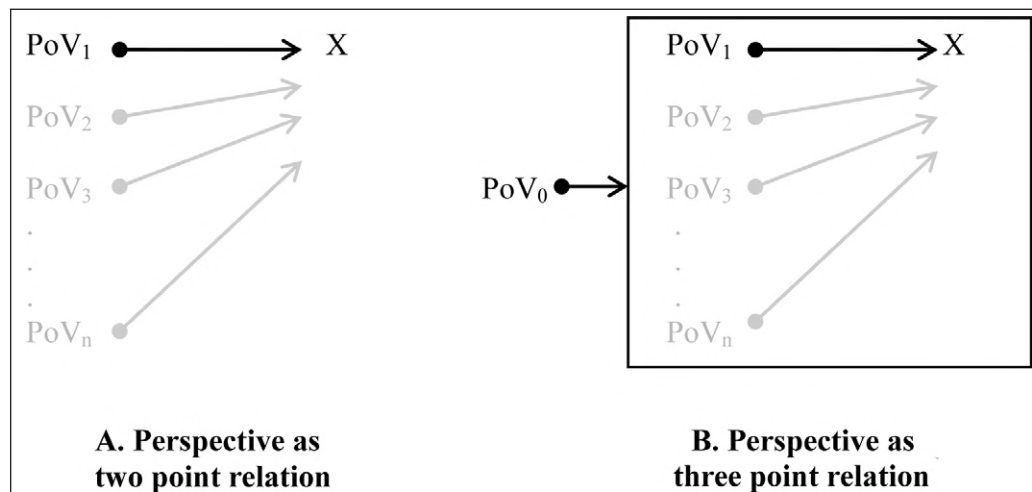 PoV₁ X
PoV₂
PoV₃
.
.
.
PoVₙ
A. Perspective as
two point relation
PoV₀
PoV₁ X
PoV₂
PoV₃
.
.
.
PoVₙ
B. Perspective as
three point relation